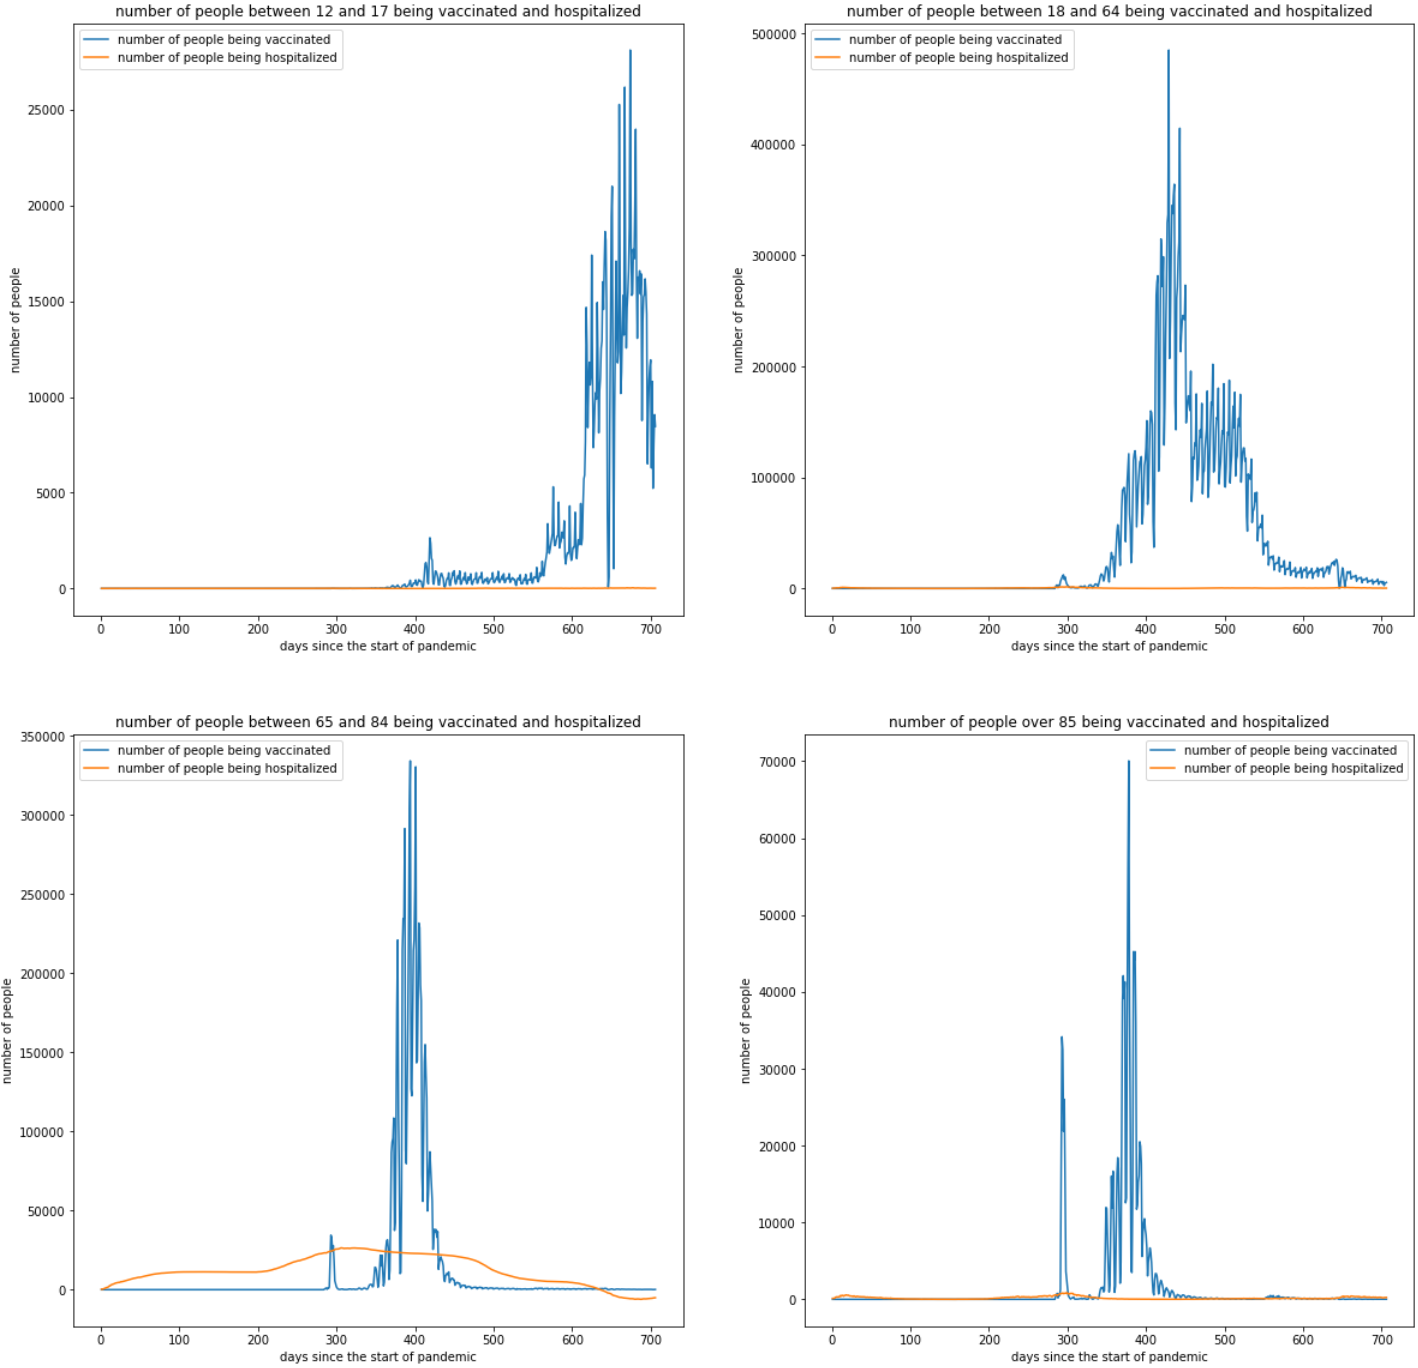 number of people between 12 and 17 being vaccinated and hospitalized
number of people being vaccinated
number of people being hospitalized
25000
20000
15000
10000
5000
0
number of people
0 100 200 300 400 500 600 700
days since the start of pandemic
number of people between 18 and 64 being vaccinated and hospitalized
number of people being vaccinated
number of people being hospitalized
500000
400000
300000
200000
100000
0
number of people
0 100 200 300 400 500 600 700
days since the start of pandemic
number of people between 65 and 84 being vaccinated and hospitalized
number of people being vaccinated
number of people being hospitalized
350000
300000
250000
200000
150000
100000
50000
0
number of people
0 100 200 300 400 500 600 700
days since the start of pandemic
number of people over 85 being vaccinated and hospitalized
number of people being vaccinated
number of people being hospitalized
70000
60000
50000
40000
30000
20000
10000
0
number of people
0 100 200 300 400 500 600 700
days since the start of pandemic